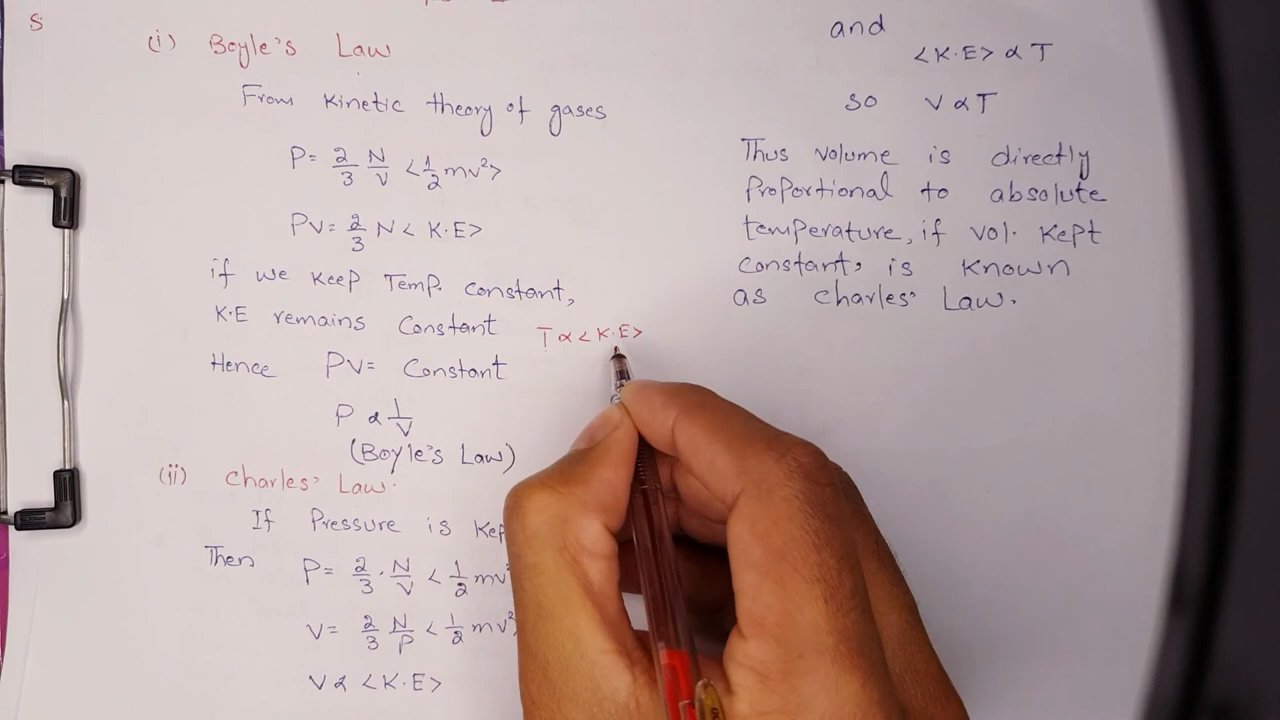 S
(i) Boyle's Law
From Kinetic theory of gases
P = 2/3 N/V <1/2 mv²>
PV = 2/3 N < K.E>
if we keep Temp. constant,
K.E remains Constant T ∝ < K.E>
Hence PV = Constant
P ∝ 1/V
(Boyle's Law)
(ii) Charles' Law.
If Pressure is
Then P = 2/3 . N/V < 1/2 mv²
V = 2/3 N/P < 1/2 mv²
V ∝ <K.E>
and
<K.E> ∝ T
so V ∝ T
Thus volume is directly
Proportional to absolute
temperature, if vol. kept
Constant, is known
as Charles' Law.